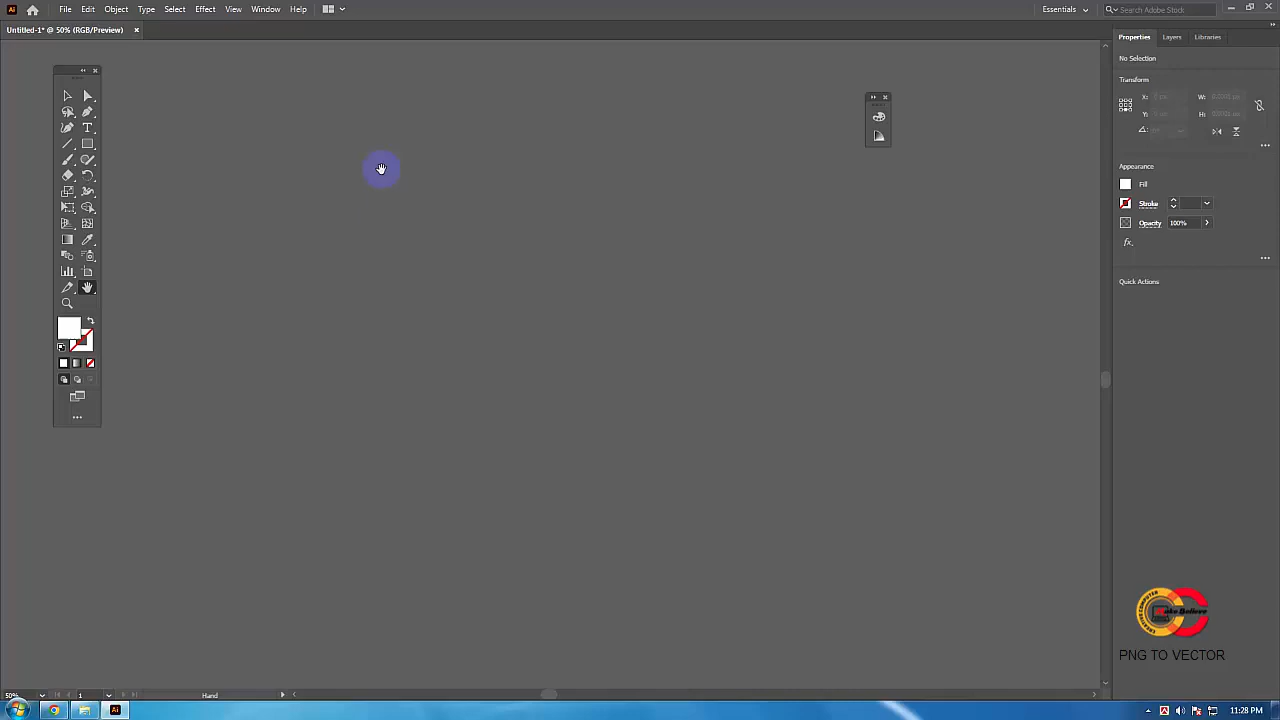 Ai File Edit Object Type Select Effect View Window Help Essentials Search Adobe Stock
Untitled-1* @ 50% (RGB/Preview)
Properties Layers Libraries
No Selection
Transform
X: W:
Y: H:
Appearance
Fill
Stroke
Opacity 100%
fx.
Quick Actions
PNG TO VECTOR
50% 1 Hand
Ai 11:28 PM